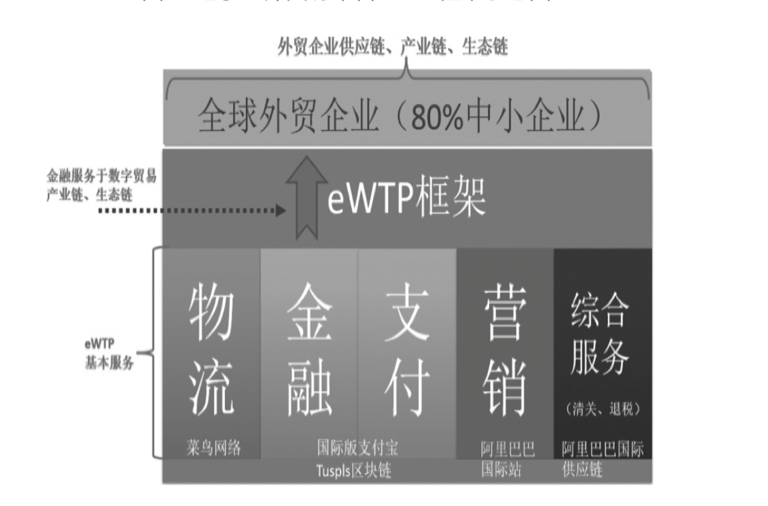 外贸企业供应链、产业链、生态链
全球外贸企业（80%中小企业）
金融服务于数字贸易
产业链、生态链
eWTP框架
eWTP
基本服务
物流
金融
支付
营销
综合
服务
（清关、退税）
菜鸟网络
国际版支付宝
Tuspls区块链
阿里巴巴
国际站
阿里巴巴国际
供应链